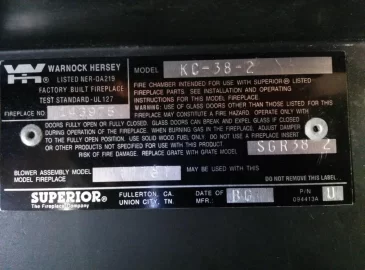 WARNOCK HERSEY
LISTED NER-DA219
FACTORY BUILT FIREPLACE
TEST STANDARD-UL127
FIREPLACE NO
MODEL KC-38-2
FIRE CHAMBER INTENDED FOR USE WITH SUPERIOR® LISTED
FIREPLACE PARTS. SEE INSTALLATION AND OPERATING
INSTRUCTIONS FOR THIS MODEL FIREPLACE.
WARNING: USE OF GLASS DOORS OTHER THAN THOSE LISTED
MAY CONSTITUTE A FIRE HAZARD. OPERATE WITH
DOORS FULLY OPEN OR FULLY CLOSED. GLASS DOORS CAN BREAK AND EXPEL GLASS IF CLOSED
DURING OPERATION OF THE FIREPLACE. WHEN BURNING GAS IN THE FIREPLACE, ADJUST DAMPER
TO THE FULLY OPEN POSITION. USE SOLID WOOD FUEL ONLY. DO NOT USE A FIREPLACE INSERT
OR OTHER PRODUCTS NOT SPECIFIED FOR USE WITH THIS PRODUCT
RISK OF FIRE. DAMAGE. REPLACE GRATE WITH GRATE MODEL SGR38 2
BLOWER ASSEMBLY MODEL MAY BE USED WITH THIS
MODEL FIREPLACE
DO NOT REMOVE THIS LABEL
SUPERIOR™
The Fireplace Company
FULLERTON, CA.
UNION CITY, TN.
DATE OF
P/N
094413A